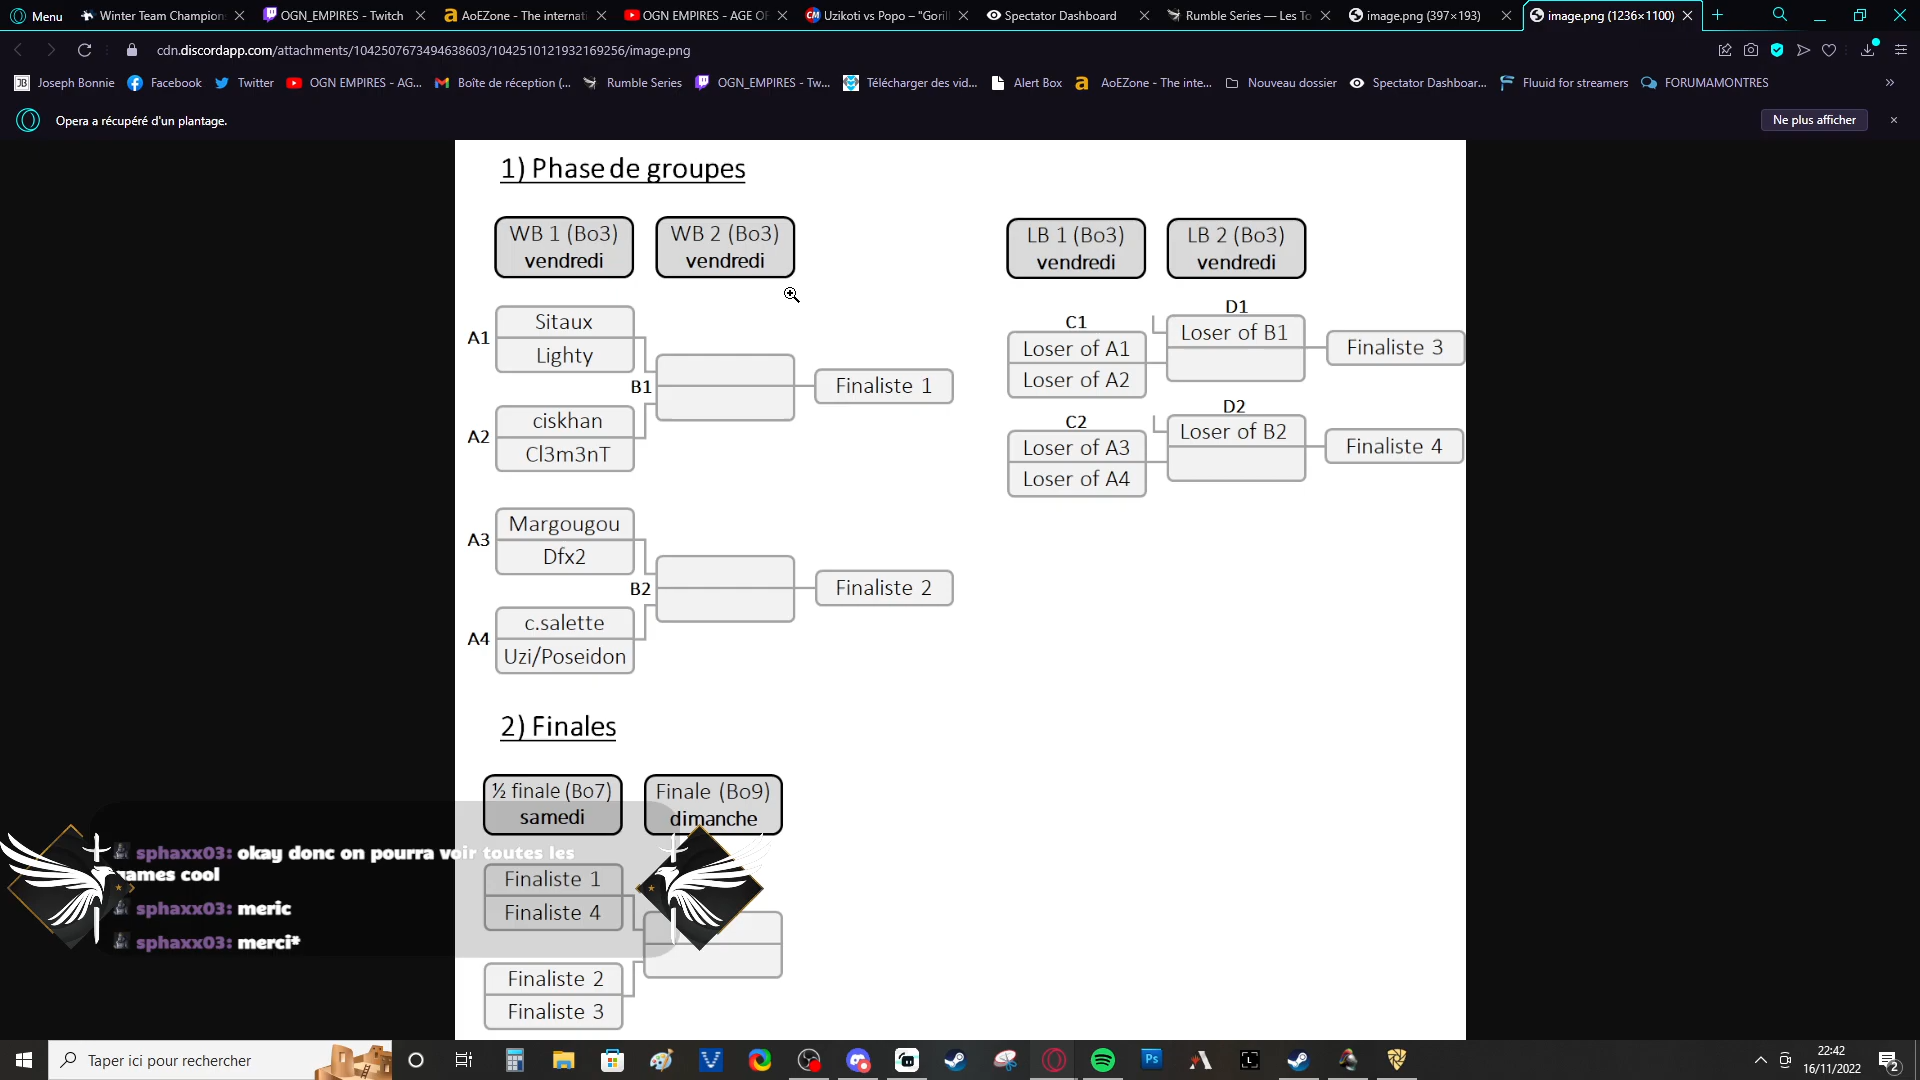 Menu
Winter Team Champion
OGN_EMPIRES - Twitch
AoEZone - The internati
OGN EMPIRES - AGE OF
Uzikoti vs Popo – "Goril
Spectator Dashboard
Rumble Series — Les To
image.png (397×193)
image.png (1236×1100)
cdn.discordapp.com/attachments/1042507673494638603/1042510121932169256/image.png
Joseph Bonnie
Facebook
Twitter
OGN EMPIRES - AG...
Boîte de réception (...
Rumble Series
OGN_EMPIRES - Tw...
Télécharger des vid...
Alert Box
AoEZone - The inte...
Nouveau dossier
Spectator Dashboar...
Fluuid for streamers
FORUMAMONTRES
Opera a récupéré d'un plantage.
Ne plus afficher
1) Phase de groupes
WB 1 (Bo3)
vendredi
WB 2 (Bo3)
vendredi
LB 1 (Bo3)
vendredi
LB 2 (Bo3)
vendredi
A1
Sitaux
Lighty
A2
ciskhan
Cl3m3nT
B1
Finaliste 1
A3
Margougou
Dfx2
A4
c.salette
Uzi/Poseidon
B2
Finaliste 2
C1
Loser of A1
Loser of A2
D1
Loser of B1
Finaliste 3
C2
Loser of A3
Loser of A4
D2
Loser of B2
Finaliste 4
2) Finales
½ finale (Bo7)
samedi
Finale (Bo9)
dimanche
Finaliste 1
Finaliste 4
Finaliste 2
Finaliste 3
sphaxx03: okay donc on pourra voir toutes les
games cool
sphaxx03: meric
sphaxx03: merci*
Taper ici pour rechercher
Ps
22:42
16/11/2022
2